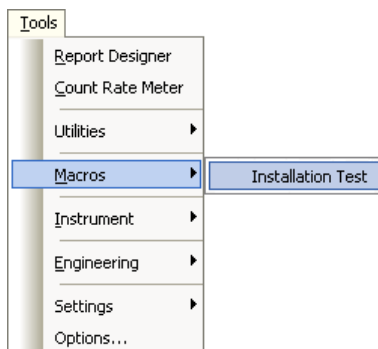 Tools
Report Designer
Count Rate Meter
Utilities
Macros
Installation Test
Instrument
Engineering
Settings
Options...